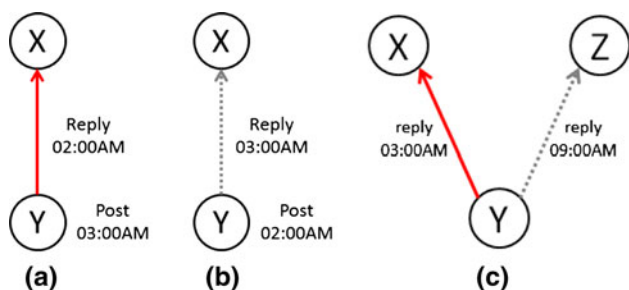 X
Reply
02:00AM
Y
Post
03:00AM
(a)
X
Reply
03:00AM
Y
Post
02:00AM
(b)
X
Z
reply
03:00AM
reply
09:00AM
Y
(c)